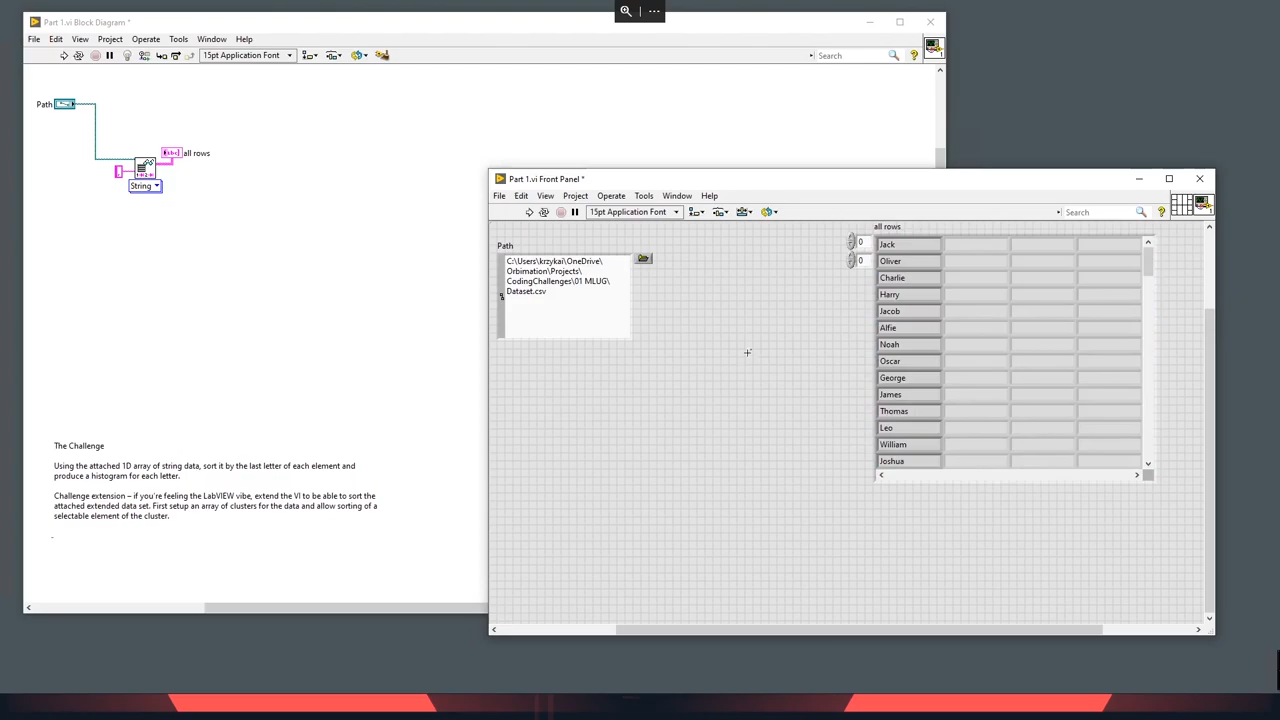 Part 1.vi Block Diagram *
File Edit View Project Operate Tools Window Help
15pt Application Font
Search
Path
all rows
String
The Challenge
Using the attached 1D array of string data, sort it by the last letter of each element and
produce a histogram for each letter.
Challenge extension – if you're feeling the LabVIEW vibe, extend the VI to be able to sort the
attached extended data set. First setup an array of clusters for the data and allow sorting of a
selectable element of the cluster.
Part 1.vi Front Panel *
File Edit View Project Operate Tools Window Help
15pt Application Font
Search
Path
C:\Users\krzykai\OneDrive\
Orbimation\Projects\
CodingChallenges\01 MLUG\
Dataset.csv
all rows
0
0
Jack
Oliver
Charlie
Harry
Jacob
Alfie
Noah
Oscar
George
James
Thomas
Leo
William
Joshua